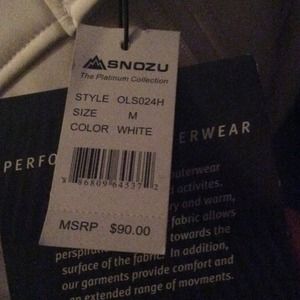 SNOZU
The Platinum Collection
STYLE OLS024H
SIZE M
COLOR WHITE
MSRP $90.00
PERFO ERWEAR
uterwear
activites.
ry and warm,
fabric allows
perspirati towards the
surface of the fabric. In addition,
our garments provide comfort and
an extended range of movments.